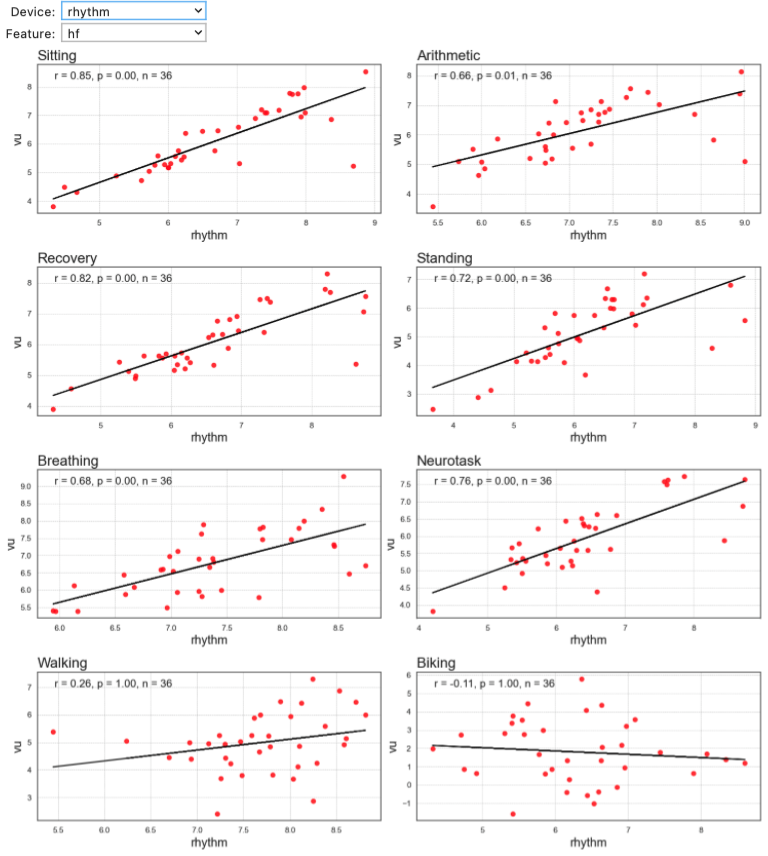 Device: rhythm
Feature: hf
Sitting
r = 0.85, p = 0.00, n = 36
8
7
6
5
4
vu
5 6 7 8 9
rhythm
Arithmetic
r = 0.66, p = 0.01, n = 36
8
7
6
5
4
vu
5.5 6.0 6.5 7.0 7.5 8.0 8.5 9.0
rhythm
Recovery
r = 0.82, p = 0.00, n = 36
8
7
6
5
4
vu
5 6 7 8
rhythm
Standing
r = 0.72, p = 0.00, n = 36
7
6
5
4
3
vu
4 5 6 7 8 9
rhythm
Breathing
r = 0.68, p = 0.00, n = 36
9.0
8.5
8.0
7.5
7.0
6.5
6.0
5.5
vu
6.0 6.5 7.0 7.5 8.0 8.5
rhythm
Neurotask
r = 0.76, p = 0.00, n = 36
7.5
7.0
6.5
6.0
5.5
5.0
4.5
4.0
vu
4 5 6 7 8
rhythm
Walking
r = 0.26, p = 1.00, n = 36
7
6
5
4
3
vu
5.5 6.0 6.5 7.0 7.5 8.0 8.5
rhythm
Biking
r = -0.11, p = 1.00, n = 36
6
5
4
3
2
1
0
−1
vu
5 6 7 8
rhythm